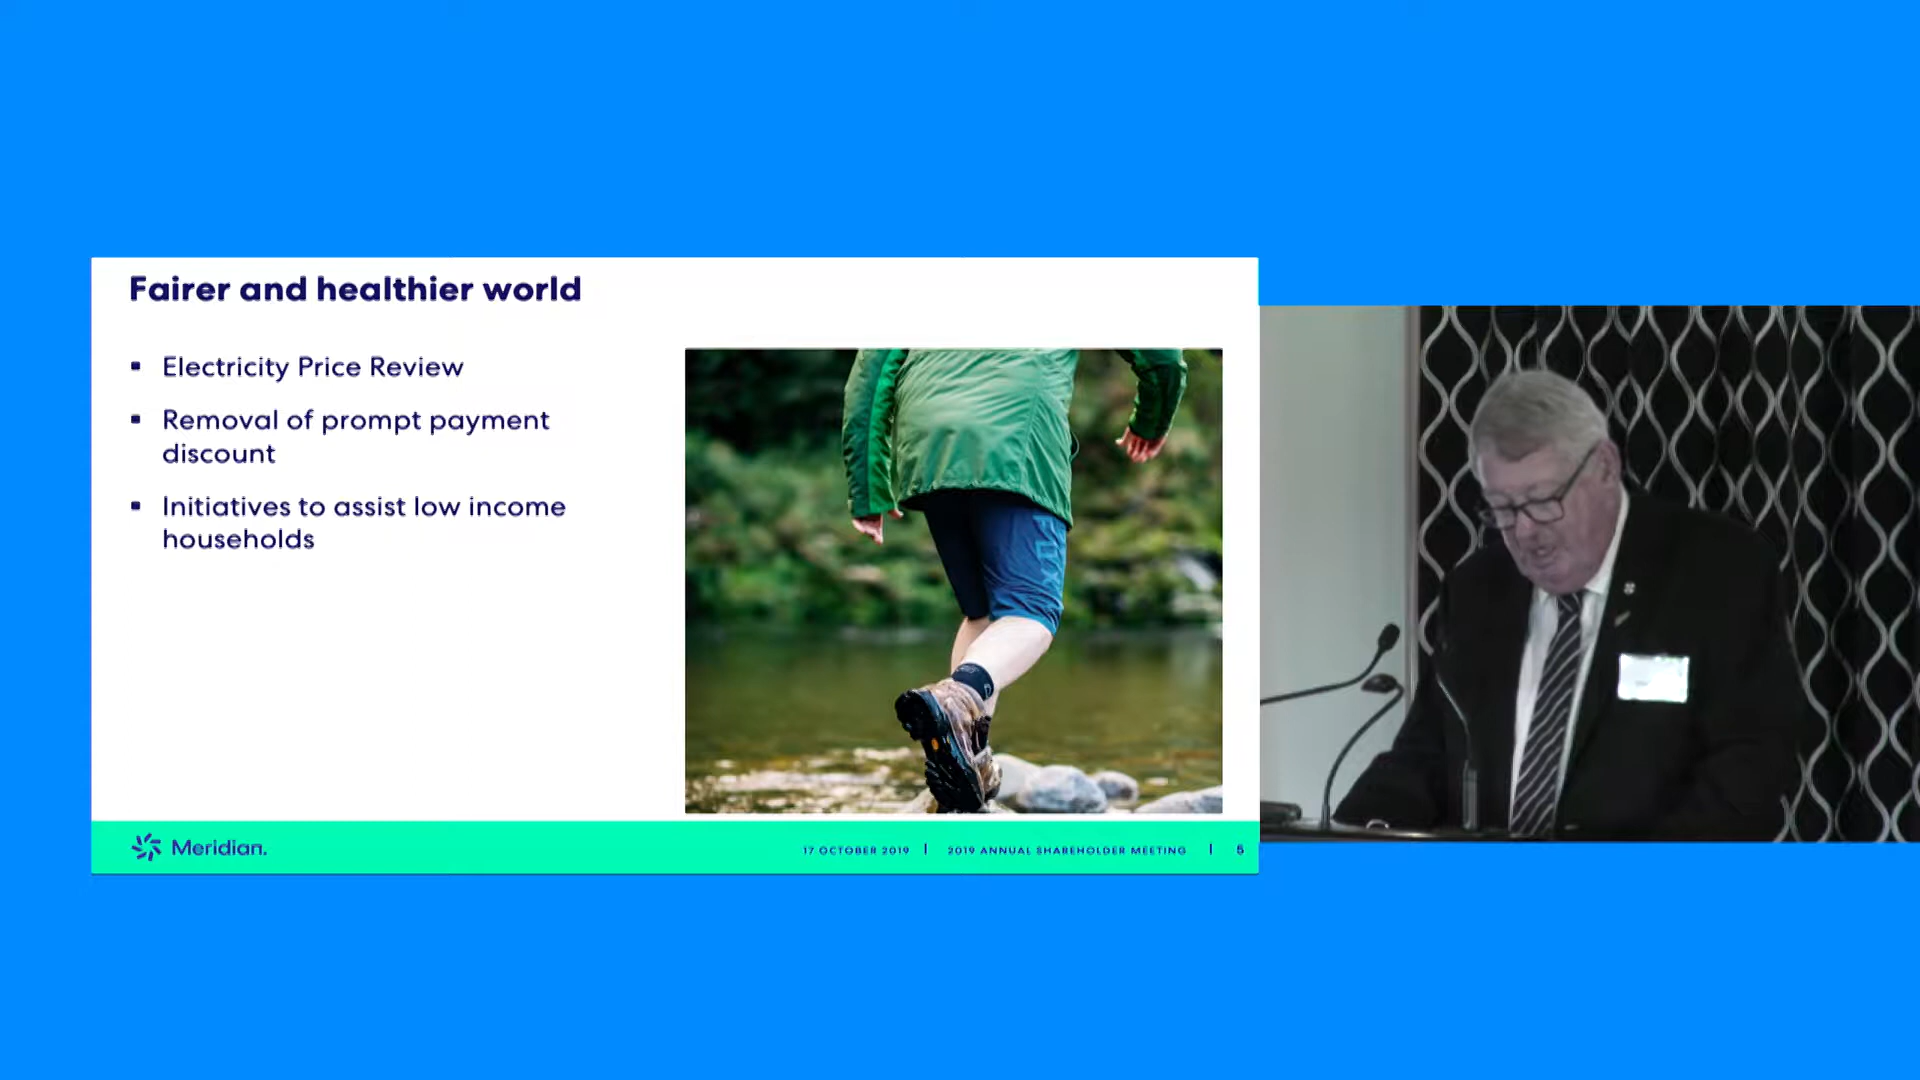 Fairer and healthier world
▪ Electricity Price Review
▪ Removal of prompt payment
discount
▪ Initiatives to assist low income
households
Meridian.
17 OCTOBER 2019 | 2019 ANNUAL SHAREHOLDER MEETING | 5